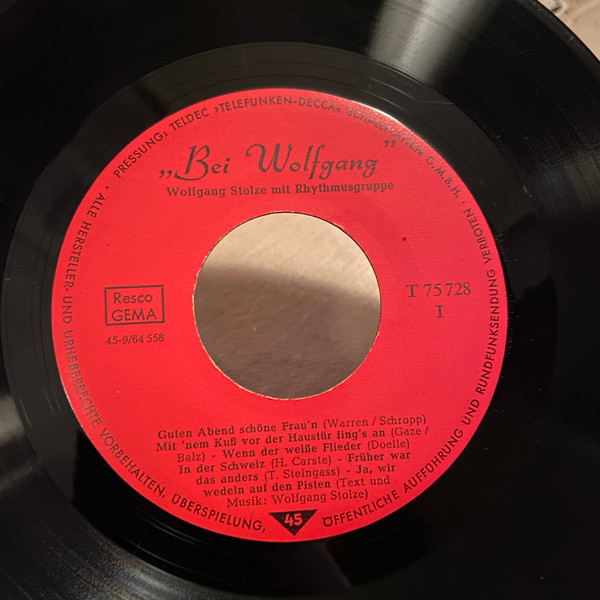 ALLE HERSTELLER- UND URHEBERRECHTE VORBEHALTEN. ÜBERSPIELUNG, ÖFFENTLICHE AUFFÜHRUNG UND RUNDFUNKSENDUNG VERBOTEN · PRESSUNG: TELDEC »TELEFUNKEN-DECCA« SCHALLPLATTEN G.M.B.H. ·
„Bei Wolfgang”
Wolfgang Stolze mit Rhythmusgruppe
Resco
GEMA
45-9/64 558
T 75 728
I
Guten Abend schöne Frau'n (Warren / Schropp)
Mit 'nem Kuß vor der Haustür fing's an (Gaze /
Balz) - Wenn der weiße Flieder (Doelle) -
In der Schweiz (H. Carste) - Früher war
das anders (T. Steingass) - Ja, wir
wedeln auf den Pisten (Text und
Musik: Wolfgang Stolze)
45